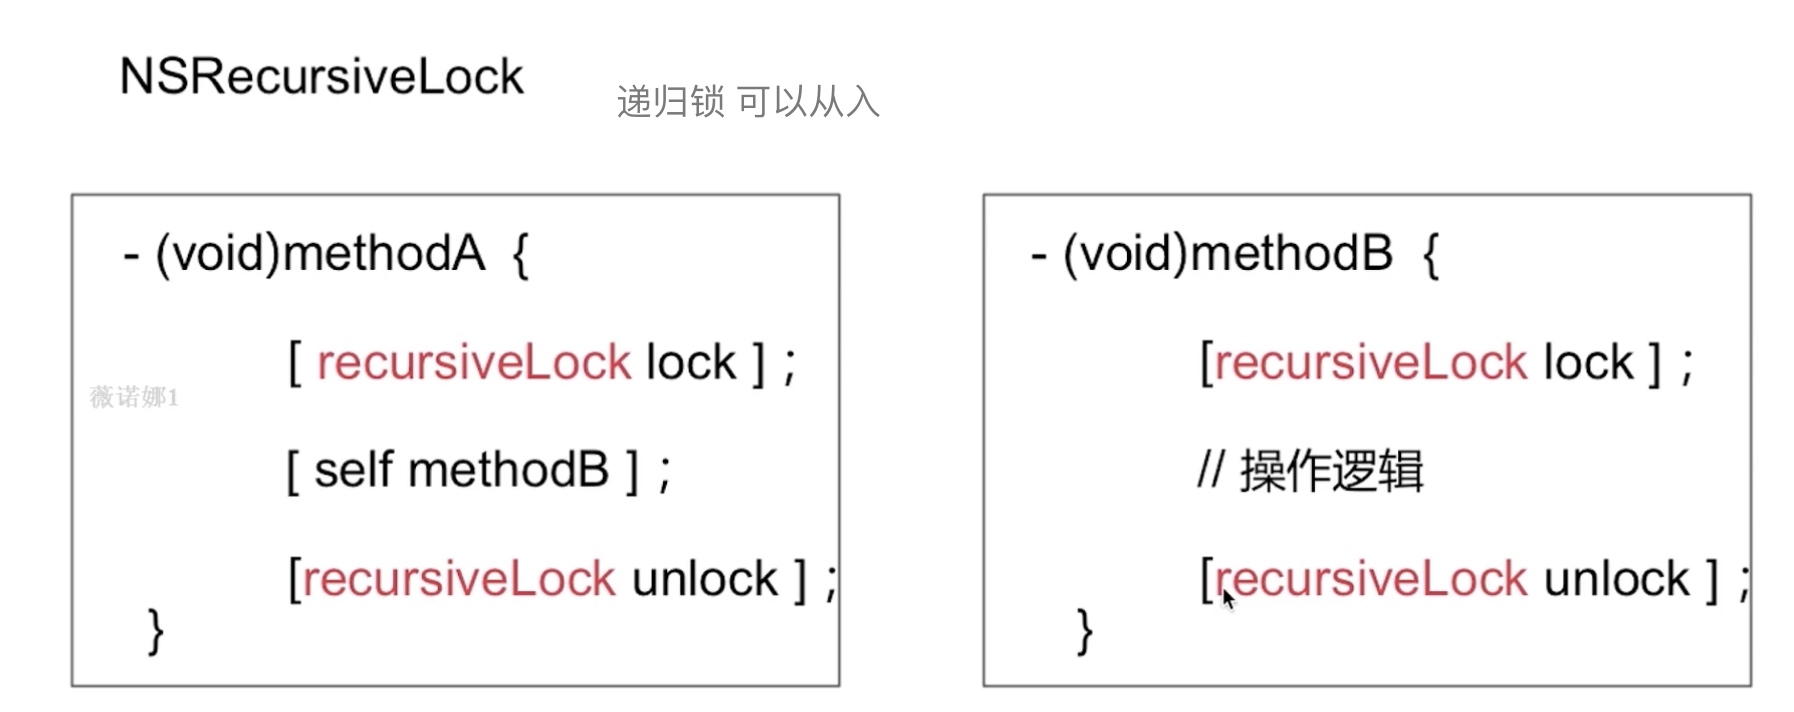 NSRecursiveLock
递归锁 可以从入
- (void)methodA {
[ recursiveLock lock ] ;
薇诺娜1
[ self methodB ] ;
[recursiveLock unlock ] ;
}
- (void)methodB {
[recursiveLock lock ] ;
// 操作逻辑
[recursiveLock unlock ] ;
}